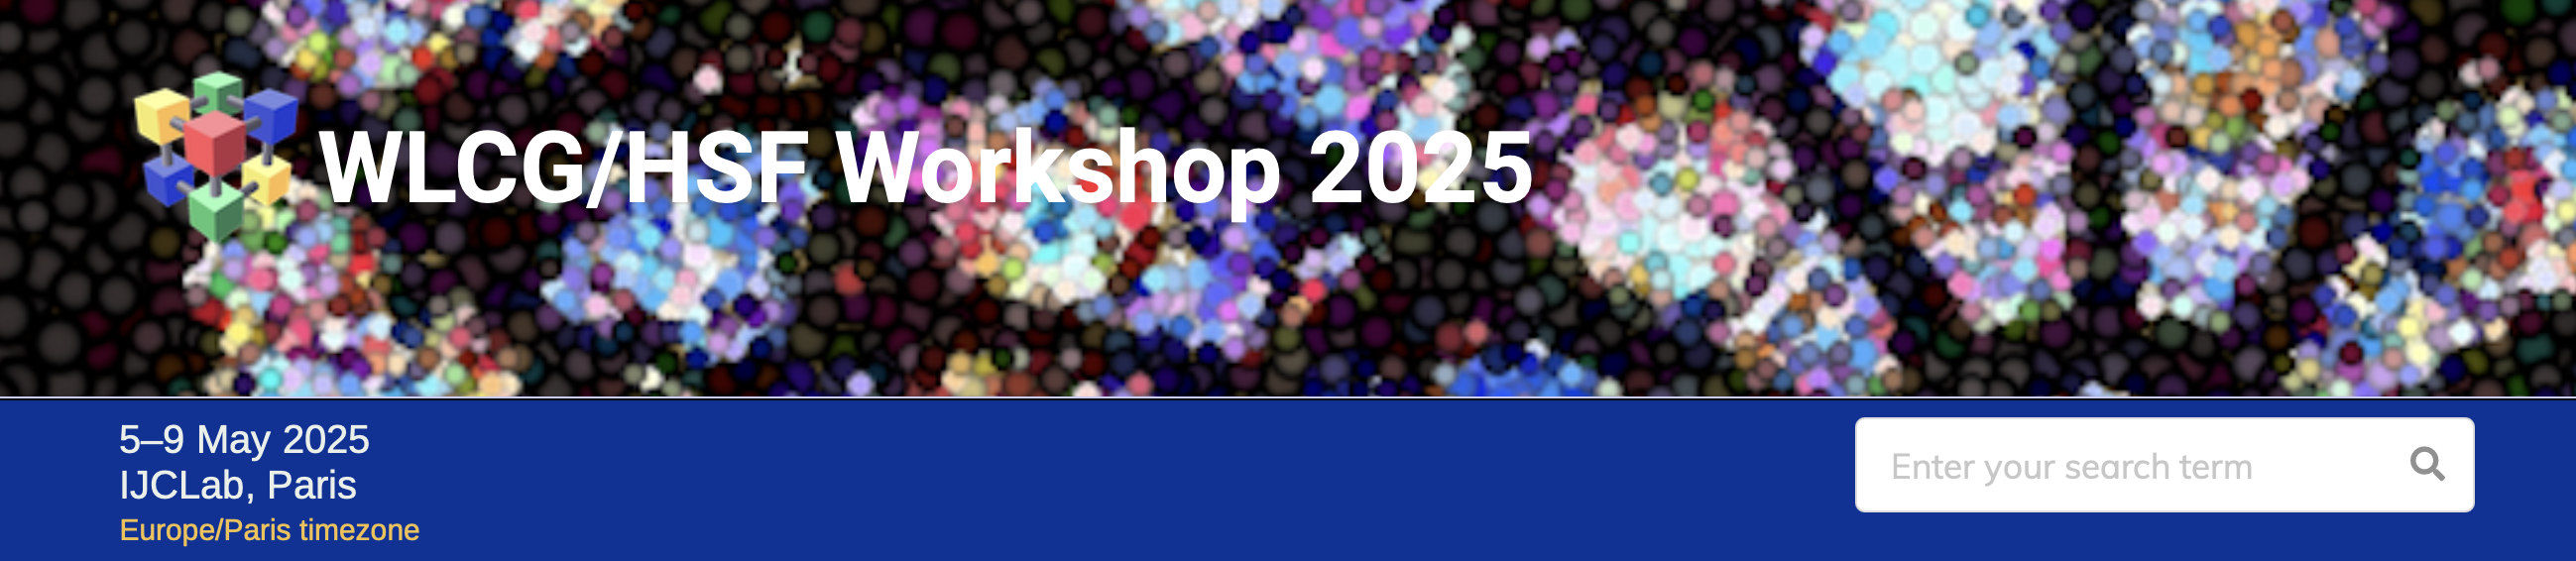 WLCG/HSF Workshop 2025
5–9 May 2025
IJCLab, Paris
Europe/Paris timezone
Enter your search term